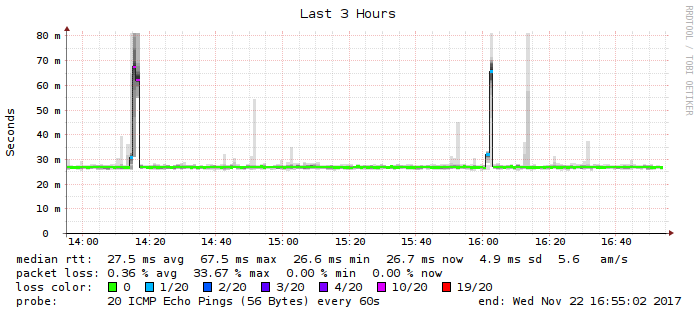 Last 3 Hours
RRDTOOL / TOBI OETIKER
Seconds
80 m
70 m
60 m
50 m
40 m
30 m
20 m
10 m
0
14:00 14:20 14:40 15:00 15:20 15:40 16:00 16:20 16:40
median rtt: 27.5 ms avg 67.5 ms max 26.6 ms min 26.7 ms now 4.9 ms sd 5.6 am/s
packet loss: 0.36 % avg 33.67 % max 0.00 % min 0.00 % now
loss color: 0 1/20 2/20 3/20 4/20 10/20 19/20
probe: 20 ICMP Echo Pings (56 Bytes) every 60s end: Wed Nov 22 16:55:02 2017